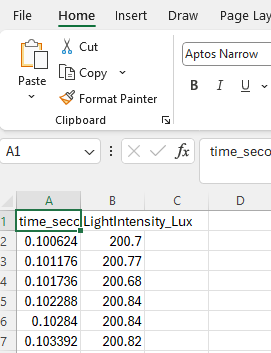 File Home Insert Draw Page Lay
Cut
Copy
Paste
Format Painter
Clipboard
Aptos Narrow
B I U
A1
fx
time_seco
A B C D
1 time_seco LightIntensity_Lux
2 0.100624 200.7
3 0.101176 200.77
4 0.101736 200.68
5 0.102288 200.84
6 0.10284 200.84
7 0.103392 200.82